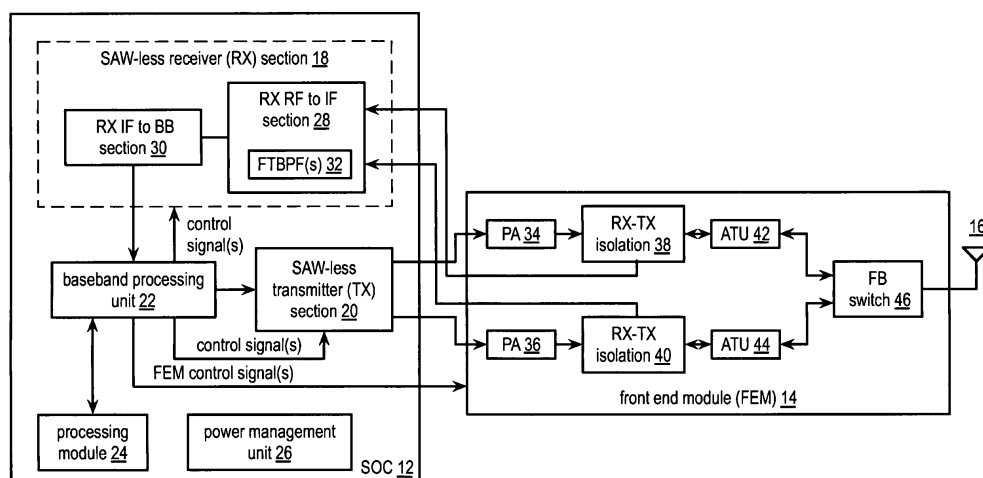 SAW-less receiver (RX) section 18
RX RF to IF
section 28
FTBPF(s) 32
RX IF to BB
section 30
control
signal(s)
baseband processing
unit 22
SAW-less
transmitter (TX)
section 20
control signal(s)
FEM control signal(s)
processing
module 24
power management
unit 26
SOC 12
PA 34
RX-TX
isolation 38
ATU 42
FB
switch 46
16
PA 36
RX-TX
isolation 40
ATU 44
front end module (FEM) 14